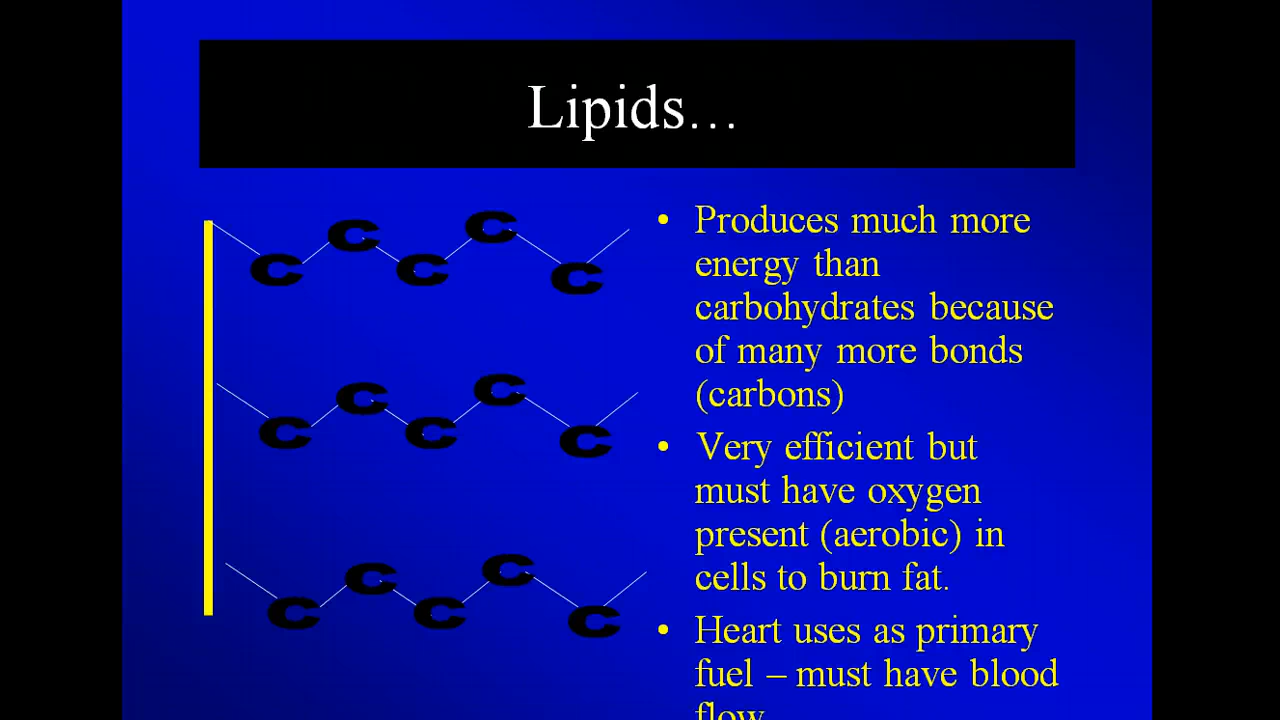 Lipids…
C C C C C
C C C C C
C C C C C
• Produces much more
energy than
carbohydrates because
of many more bonds
(carbons)
• Very efficient but
must have oxygen
present (aerobic) in
cells to burn fat.
• Heart uses as primary
fuel – must have blood
flow